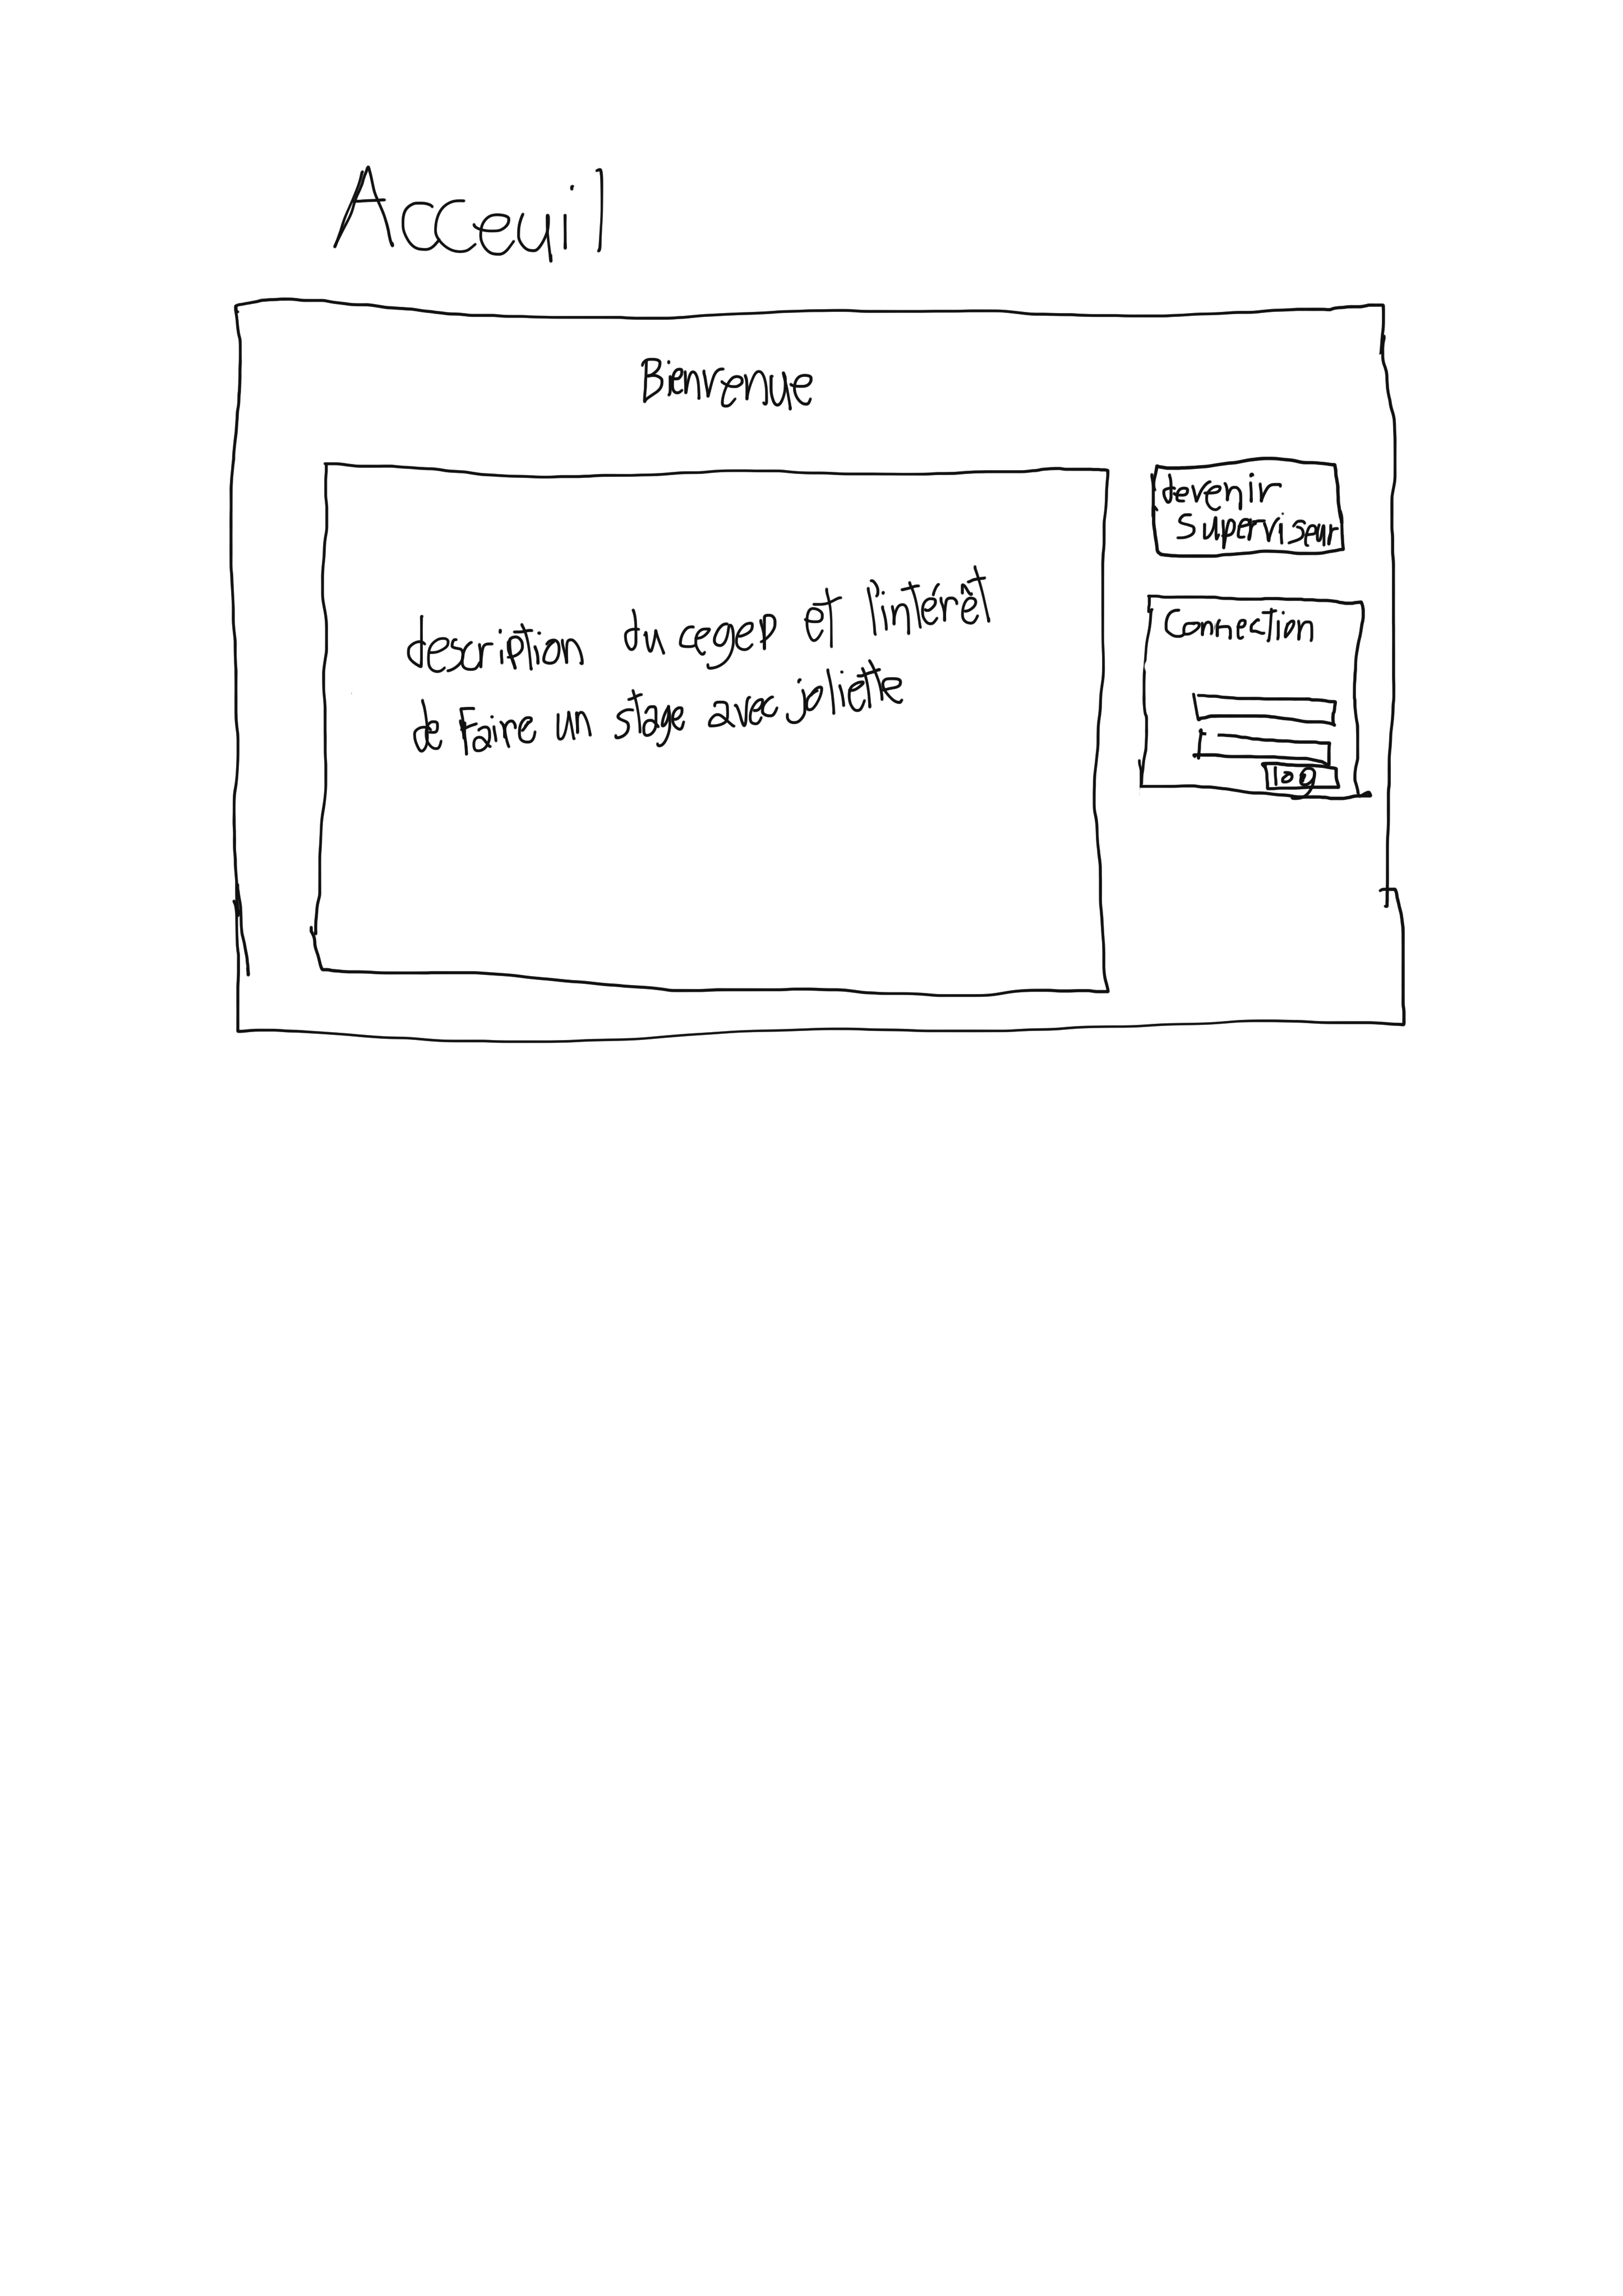 Acceuil
Bienvenue
description du cegep et l'intérêt
de faire un stage avec joliette
devenir
superviseur
Connection
log